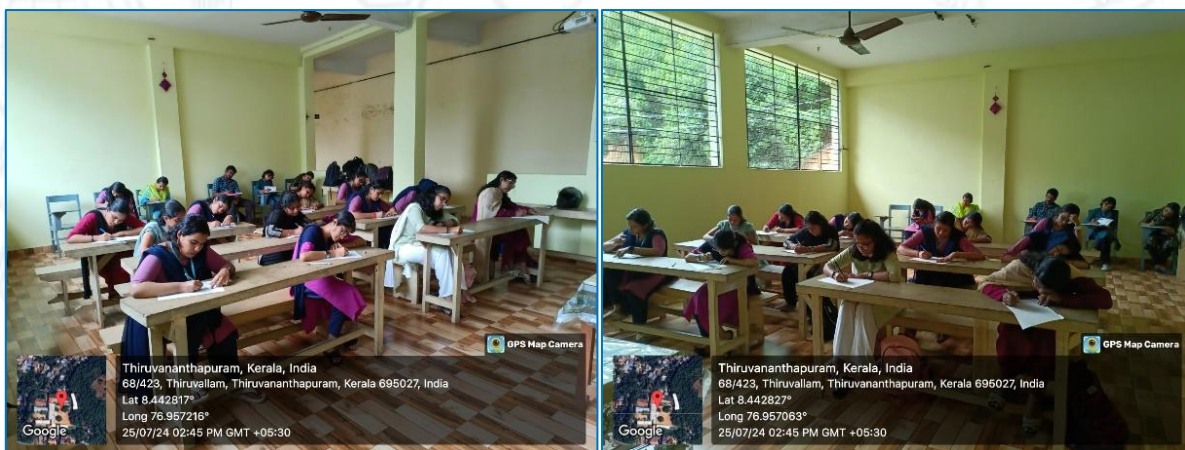 GPS Map Camera
Thiruvananthapuram, Kerala, India
68/423, Thiruvallam, Thiruvananthapuram, Kerala 695027, India
Lat 8.442817°
Long 76.957216°
25/07/24 02:45 PM GMT +05:30
Google
GPS Map Camera
Thiruvananthapuram, Kerala, India
68/423, Thiruvallam, Thiruvananthapuram, Kerala 695027, India
Lat 8.442827°
Long 76.957063°
25/07/24 02:45 PM GMT +05:30
Google